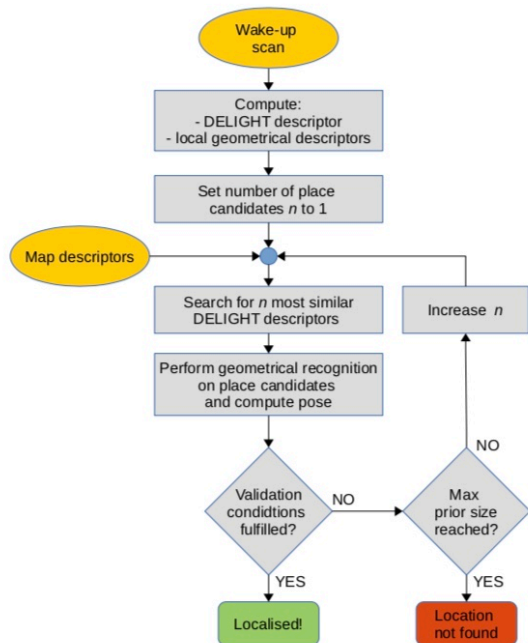 Wake-up
scan
Compute:
- DELIGHT descriptor
- local geometrical descriptors
Set number of place
candidates n to 1
Map descriptors
Search for n most similar
DELIGHT descriptors
Increase n
Perform geometrical recognition
on place candidates
and compute pose
NO
Validation
condidtions
fulfilled?
NO
Max
prior size
reached?
YES
YES
Localised!
Location
not found